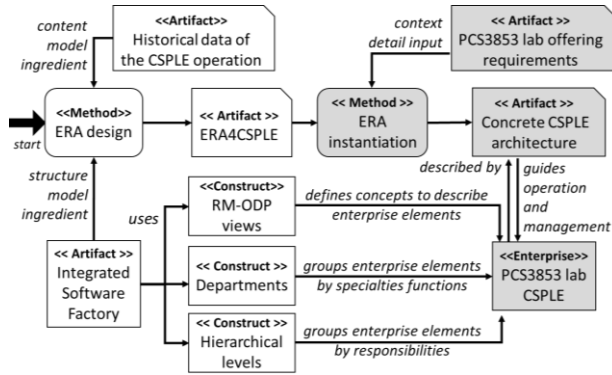 content
model
ingredient
<<Artifact>>
Historical data of
the CSPLE operation
context
detail input
<< Artifact >>
PCS3853 lab offering
requirements
start
<<Method>>
ERA design
<< Artifact >>
ERA4CSPLE
<< Method >>
ERA
instantiation
<< Artifact >>
Concrete CSPLE
architecture
structure
model
ingredient
described by
guides
operation
and
management
uses
<<Construct>>
RM-ODP
views
defines concepts to describe
enterprise elements
<< Artifact >>
Integrated
Software
Factory
<< Construct >>
Departments
groups enterprise elements
by specialties functions
<<Enterprise>>
PCS3853 lab
CSPLE
<< Construct >>
Hierarchical
levels
groups enterprise elements
by responsibilities